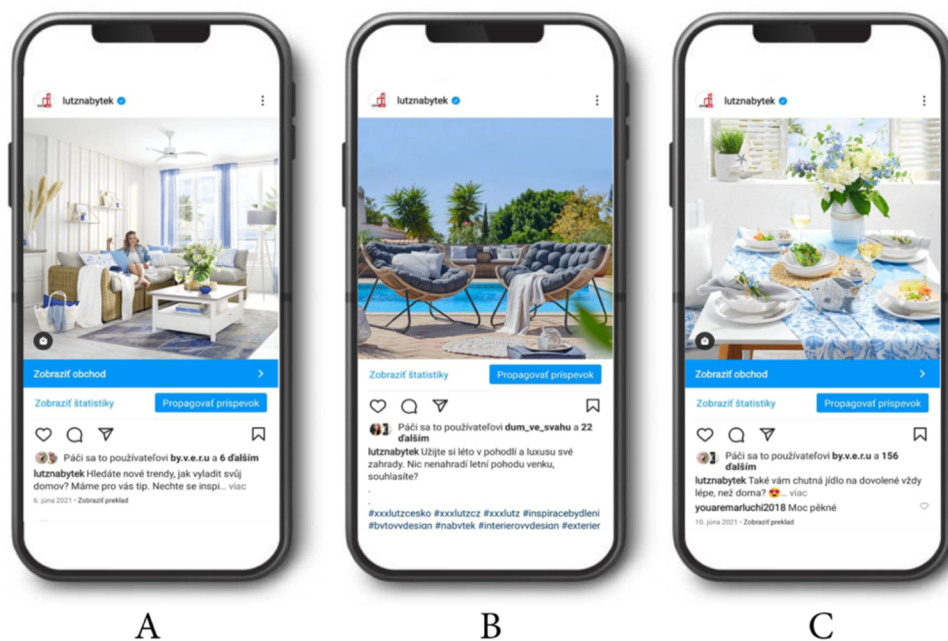 lutznabytek
Zobraziť obchod
Zobraziť štatistiky
Propagovať príspevok
Páči sa to používateľovi by.v.e.r.u a 6 ďalším
lutznabytek Hledáte nové trendy, jak vyladit svůj
domov? Máme pro vás tip. Nechte se inspi... viac
6. júna 2021 • Zobraziť preklad
A
lutznabytek
Zobraziť štatistiky
Propagovať príspevok
Páči sa to používateľovi dum_ve_svahu a 22
ďalším
lutznabytek Užijte si léto v pohodlí a luxusu své
zahrady. Nic nenahradí letní pohodu venku,
souhlasíte?
.
.
#xxxlutzcesko #xxxlutzcz #xxxlutz #inspiracebydleni
#bytovydesign #nabytek #interierovydesign #exterier
B
lutznabytek
Zobraziť obchod
Zobraziť štatistiky
Propagovať príspevok
Páči sa to používateľovi by.v.e.r.u a 156
ďalším
lutznabytek Také vám chutná jídlo na dovolené vždy
lépe, než doma? 😍... viac
youaremarluchi2018 Moc pěkné
10. júna 2021 • Zobraziť preklad
C